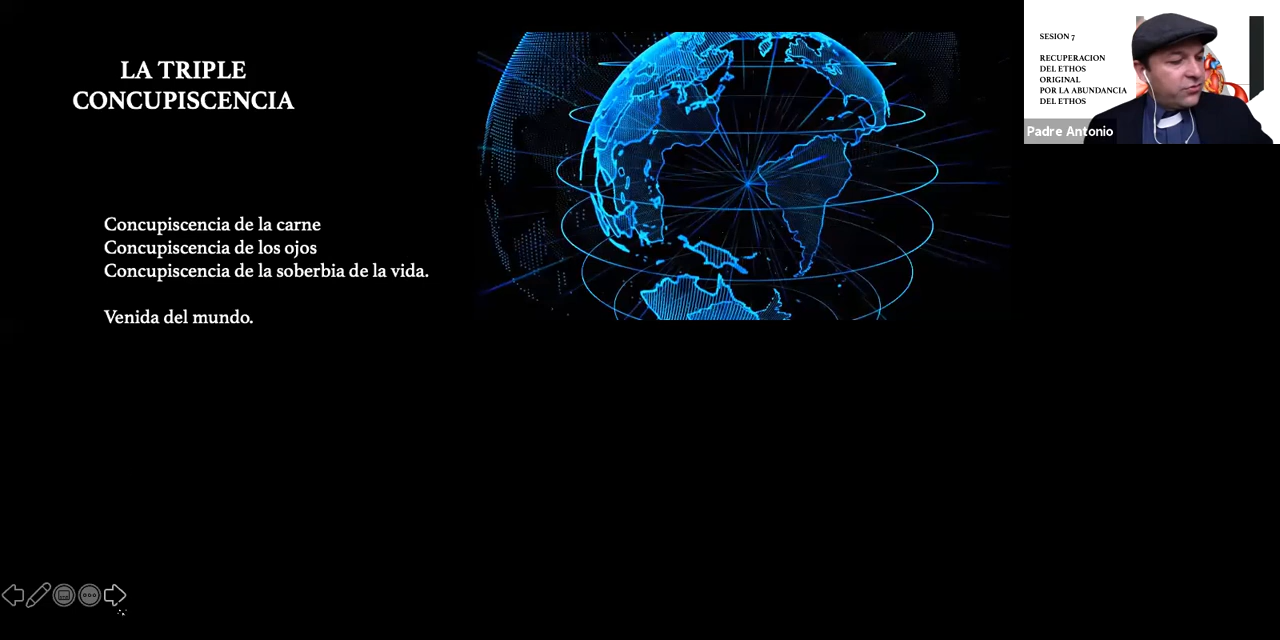 LA TRIPLE
CONCUPISCENCIA
Concupiscencia de la carne
Concupiscencia de los ojos
Concupiscencia de la soberbia de la vida.
Venida del mundo.
SESION 7
RECUPERACION
DEL ETHOS
ORIGINAL
POR LA ABUNDANCIA
DEL ETHOS
Padre Antonio